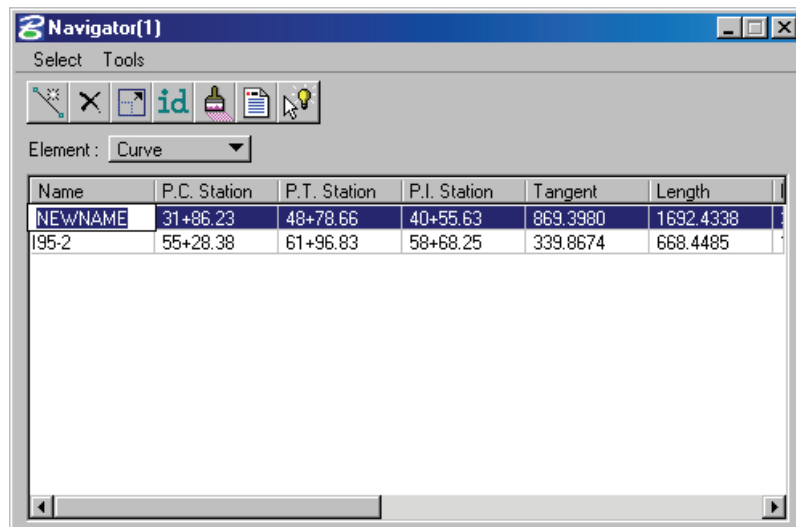 Navigator(1)
Select Tools
id
Element : Curve
Name P.C. Station P.T. Station P.I. Station Tangent Length
NEWNAME 31+86.23 48+78.66 40+55.63 869.3980 1692.4338
I95-2 55+28.38 61+96.83 58+68.25 339.8674 668.4485